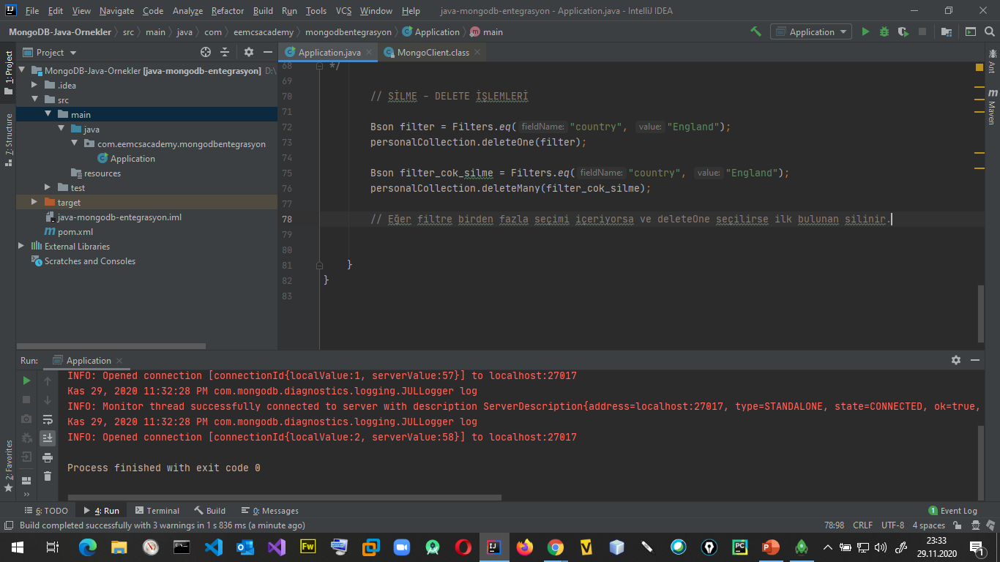 File Edit View Navigate Code Analyze Refactor Build Run Tools VCS Window Help java-mongodb-entegrasyon - Application.java - IntelliJ IDEA
MongoDB-Java-Ornekler src main java com eemcsacademy mongodbentegrasyon Application main Application
1: Project
7: Structure
2: Favorites
Project
MongoDB-Java-Ornekler [java-mongodb-entegrasyon] D:\
.idea
src
main
java
com.eemcsacademy.mongodbentegrasyon
Application
resources
test
target
java-mongodb-entegrasyon.iml
pom.xml
External Libraries
Scratches and Consoles
Application.java MongoClient.class
68 */
69
70 // SİLME - DELETE İŞLEMLERİ
71
72 Bson filter = Filters.eq( fieldName: "country", value: "England");
73 personalCollection.deleteOne(filter);
74
75 Bson filter_cok_silme = Filters.eq( fieldName: "country", value: "England");
76 personalCollection.deleteMany(filter_cok_silme);
77
78 // Eğer filtre birden fazla seçimi içeriyorsa ve deleteOne seçilirse ilk bulunan silinir.
79
80
81 }
82 }
83
Ant
Maven
Run: Application
INFO: Opened connection [connectionId{localValue:1, serverValue:57}] to localhost:27017
Kas 29, 2020 11:32:28 PM com.mongodb.diagnostics.logging.JULLogger log
INFO: Monitor thread successfully connected to server with description ServerDescription{address=localhost:27017, type=STANDALONE, state=CONNECTED, ok=true,
Kas 29, 2020 11:32:28 PM com.mongodb.diagnostics.logging.JULLogger log
INFO: Opened connection [connectionId{localValue:2, serverValue:58}] to localhost:27017
Process finished with exit code 0
6: TODO 4: Run Terminal Build 0: Messages 1 Event Log
Build completed successfully with 3 warnings in 1 s 836 ms (a minute ago) 78:98 CRLF UTF-8 4 spaces
23:33
29.11.2020